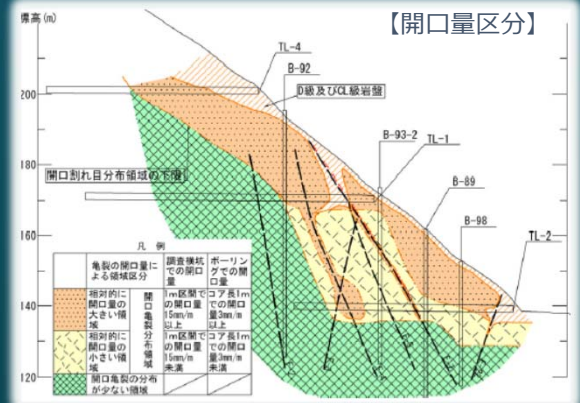 標高(m)
【開口量区分】
TL-4
B-92
D級及びCL級岩盤
200
B-93-2
TL-1
180
開口割れ目分布領域の下限
B-89
160
B-98
TL-2
凡 例
亀裂の開口量による領域区分
調査横坑での開口量
ボーリングでの開口量
140
開口亀裂分布領域
相対的に開口量の大きい領域
1m区間での開口量15mm/m以上
コア長1mでの開口量3mm/m以上
相対的に開口量の小さい領域
1m区間での開口量15mm/m未満
コア長1mでの開口量3mm/m未満
開口亀裂の分布が少ない領域
120